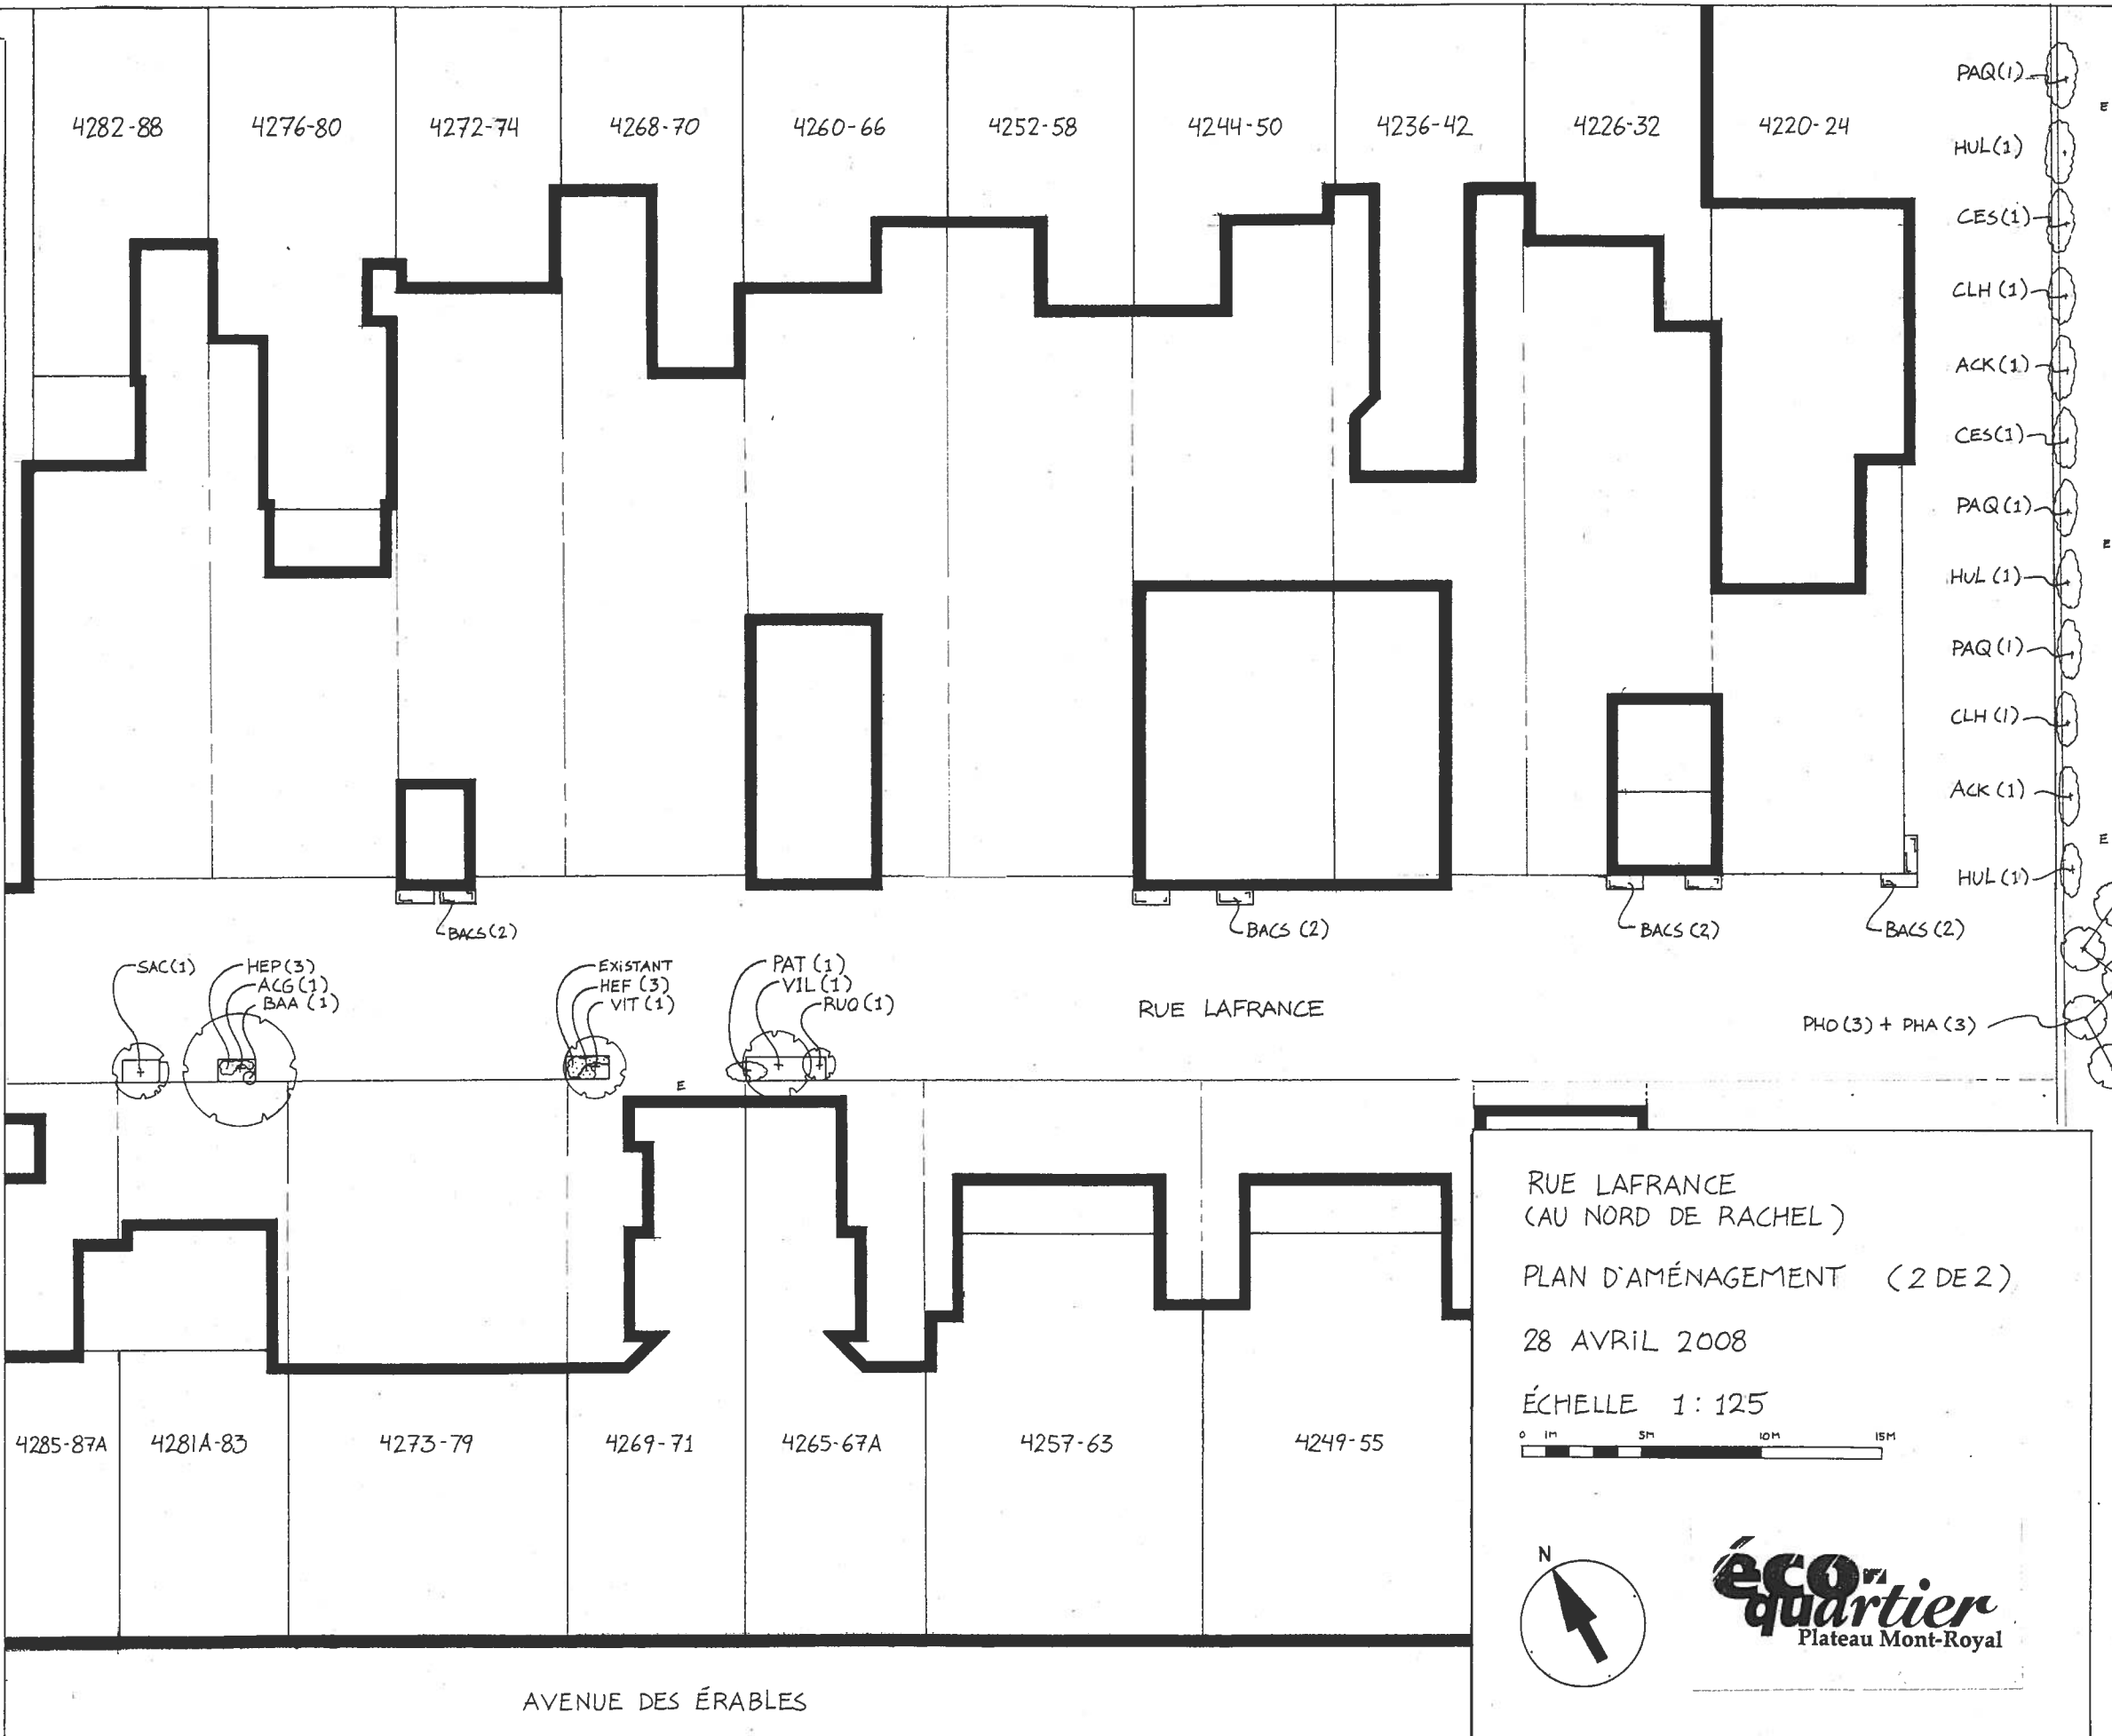 4282-88
4276-80
4272-74
4268-70
4260-66
4252-58
4244-50
4236-42
4226-32
4220-24
PAQ(1)
E
HUL(1)
CES(1)
CLH(1)
ACK(1)
CES(1)
PAQ(1)
E
HUL(1)
PAQ(1)
CLH(1)
ACK(1)
E
HUL(1)
BACS(2)
BACS(2)
BACS(2)
BACS(2)
SAC(1)
HEP(3)
ACG(1)
BAA(1)
EXISTANT
HEF(3)
VIT(1)
PAT(1)
VIL(1)
RUO(1)
RUE LAFRANCE
PHO(3) + PHA(3)
E
4285-87A
4281A-83
4273-79
4269-71
4265-67A
4257-63
4249-55
AVENUE DES ÉRABLES
RUE LAFRANCE
(AU NORD DE RACHEL)
PLAN D'AMÉNAGEMENT (2 DE 2)
28 AVRIL 2008
ÉCHELLE 1:125
0 1M 5M 10M 15M
N
éco-
quartier
Plateau Mont-Royal